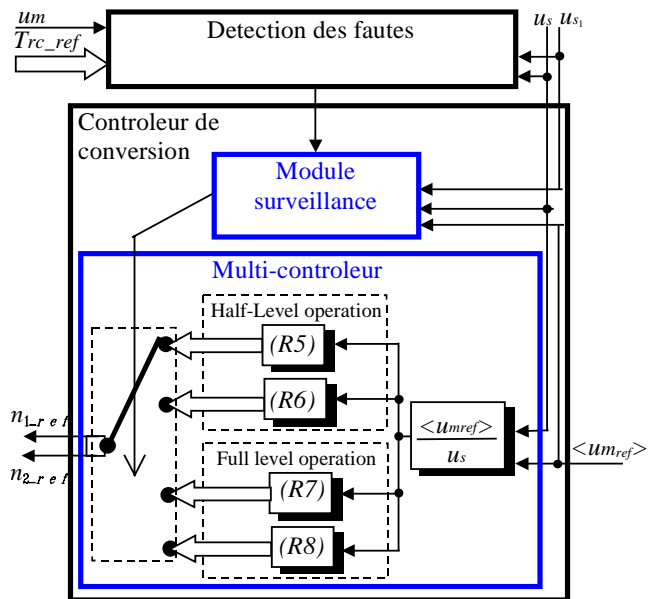 um
Trc_ref
Detection des fautes
us us1
Controleur de
conversion
Module
surveillance
Multi-controleur
Half-Level operation
(R5)
(R6)
n1_ref
n2_ref
<umref>
us
<umref>
Full level operation
(R7)
(R8)